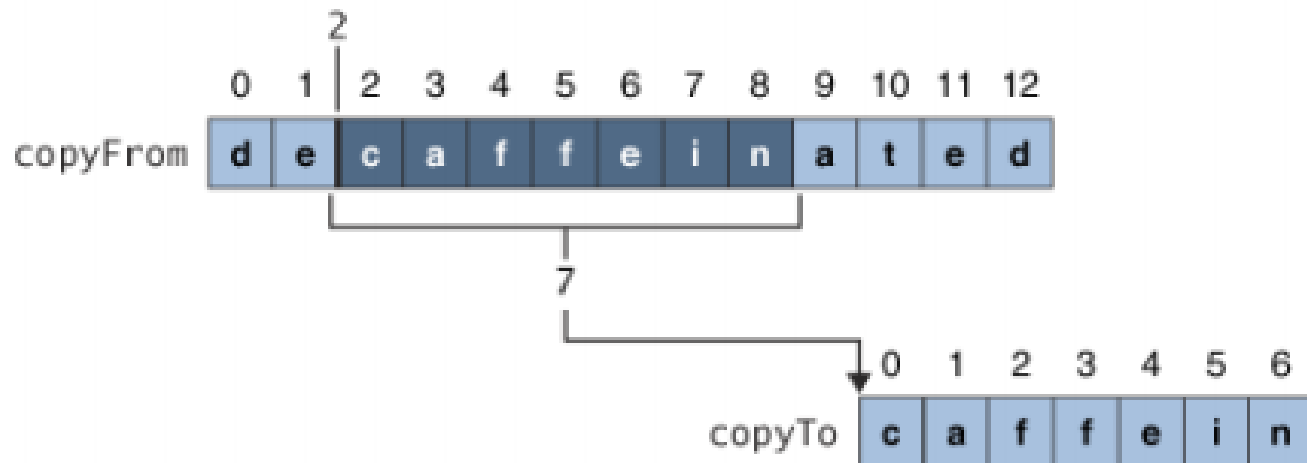 2
0 1 2 3 4 5 6 7 8 9 10 11 12
copyFrom d e c a f f e i n a t e d
7
0 1 2 3 4 5 6
copyTo c a f f e i n